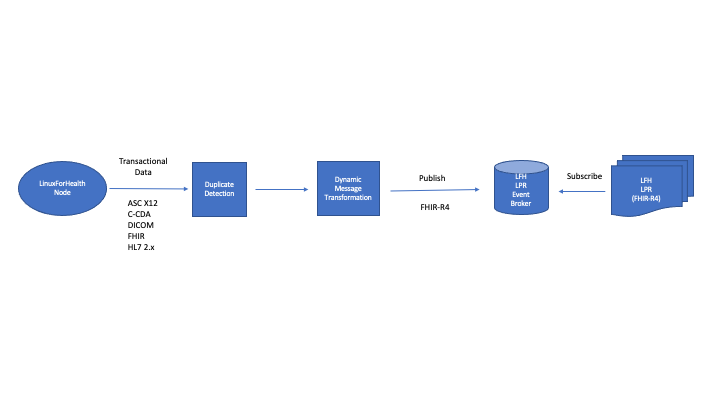 LinuxForHealth
Node
Transactional
Data
ASC X12
C-CDA
DICOM
FHIR
HL7 2.x
Duplicate
Detection
Dynamic
Message
Transformation
Publish
FHIR-R4
LFH
LPR
Event
Broker
Subscribe
LFH
LPR
(FHIR-R4)